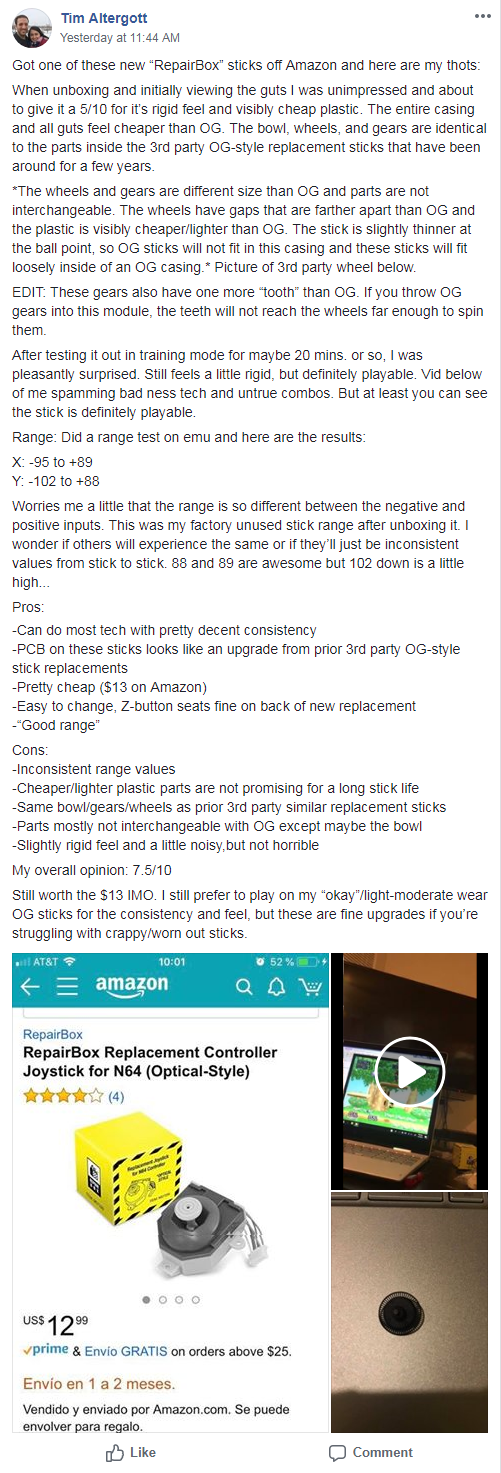 Tim Altergott
Yesterday at 11:44 AM
Got one of these new “RepairBox” sticks off Amazon and here are my thots:
When unboxing and initially viewing the guts I was unimpressed and about
to give it a 5/10 for it’s rigid feel and visibly cheap plastic. The entire casing
and all guts feel cheaper than OG. The bowl, wheels, and gears are identical
to the parts inside the 3rd party OG-style replacement sticks that have been
around for a few years.
*The wheels and gears are different size than OG and parts are not
interchangeable. The wheels have gaps that are farther apart than OG and
the plastic is visibly cheaper/lighter than OG. The stick is slightly thinner at
the ball point, so OG sticks will not fit in this casing and these sticks will fit
loosely inside of an OG casing.* Picture of 3rd party wheel below.
EDIT: These gears also have one more “tooth” than OG. If you throw OG
gears into this module, the teeth will not reach the wheels far enough to spin
them.
After testing it out in training mode for maybe 20 mins. or so, I was
pleasantly surprised. Still feels a little rigid, but definitely playable. Vid below
of me spamming bad ness tech and untrue combos. But at least you can see
the stick is definitely playable.
Range: Did a range test on emu and here are the results:
X: -95 to +89
Y: -102 to +88
Worries me a little that the range is so different between the negative and
positive inputs. This was my factory unused stick range after unboxing it. I
wonder if others will experience the same or if they’ll just be inconsistent
values from stick to stick. 88 and 89 are awesome but 102 down is a little
high...
Pros:
-Can do most tech with pretty decent consistency
-PCB on these sticks looks like an upgrade from prior 3rd party OG-style
stick replacements
-Pretty cheap ($13 on Amazon)
-Easy to change, Z-button seats fine on back of new replacement
-“Good range”
Cons:
-Inconsistent range values
-Cheaper/lighter plastic parts are not promising for a long stick life
-Same bowl/gears/wheels as prior 3rd party similar replacement sticks
-Parts mostly not interchangeable with OG except maybe the bowl
-Slightly rigid feel and a little noisy,but not horrible
My overall opinion: 7.5/10
Still worth the $13 IMO. I still prefer to play on my “okay”/light-moderate wear
OG sticks for the consistency and feel, but these are fine upgrades if you’re
struggling with crappy/worn out sticks.
AT&T 10:01 52 %
amazon
RepairBox
RepairBox Replacement Controller
Joystick for N64 (Optical-Style)
(4)
Replacement Joystick
for N64 Controller
US$ 12 99
prime & Envío GRATIS on orders above $25.
Envío en 1 a 2 meses.
Vendido y enviado por Amazon.com. Se puede
envolver para regalo.
Like Comment